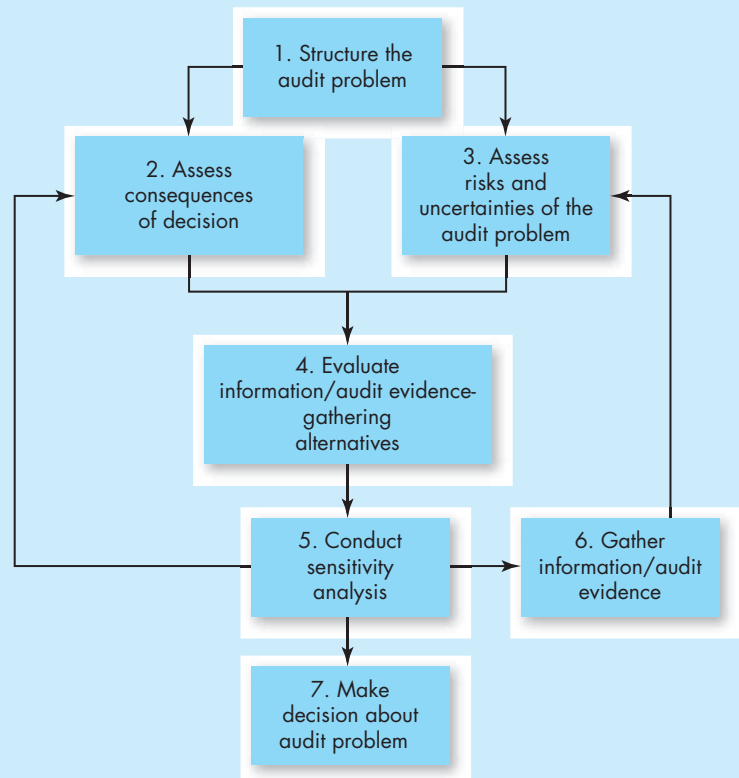 1. Structure the
audit problem
2. Assess
consequences
of decision
3. Assess
risks and
uncertainties of the
audit problem
4. Evaluate
information/audit evidence-
gathering
alternatives
5. Conduct
sensitivity
analysis
6. Gather
information/audit
evidence
7. Make
decision about
audit problem